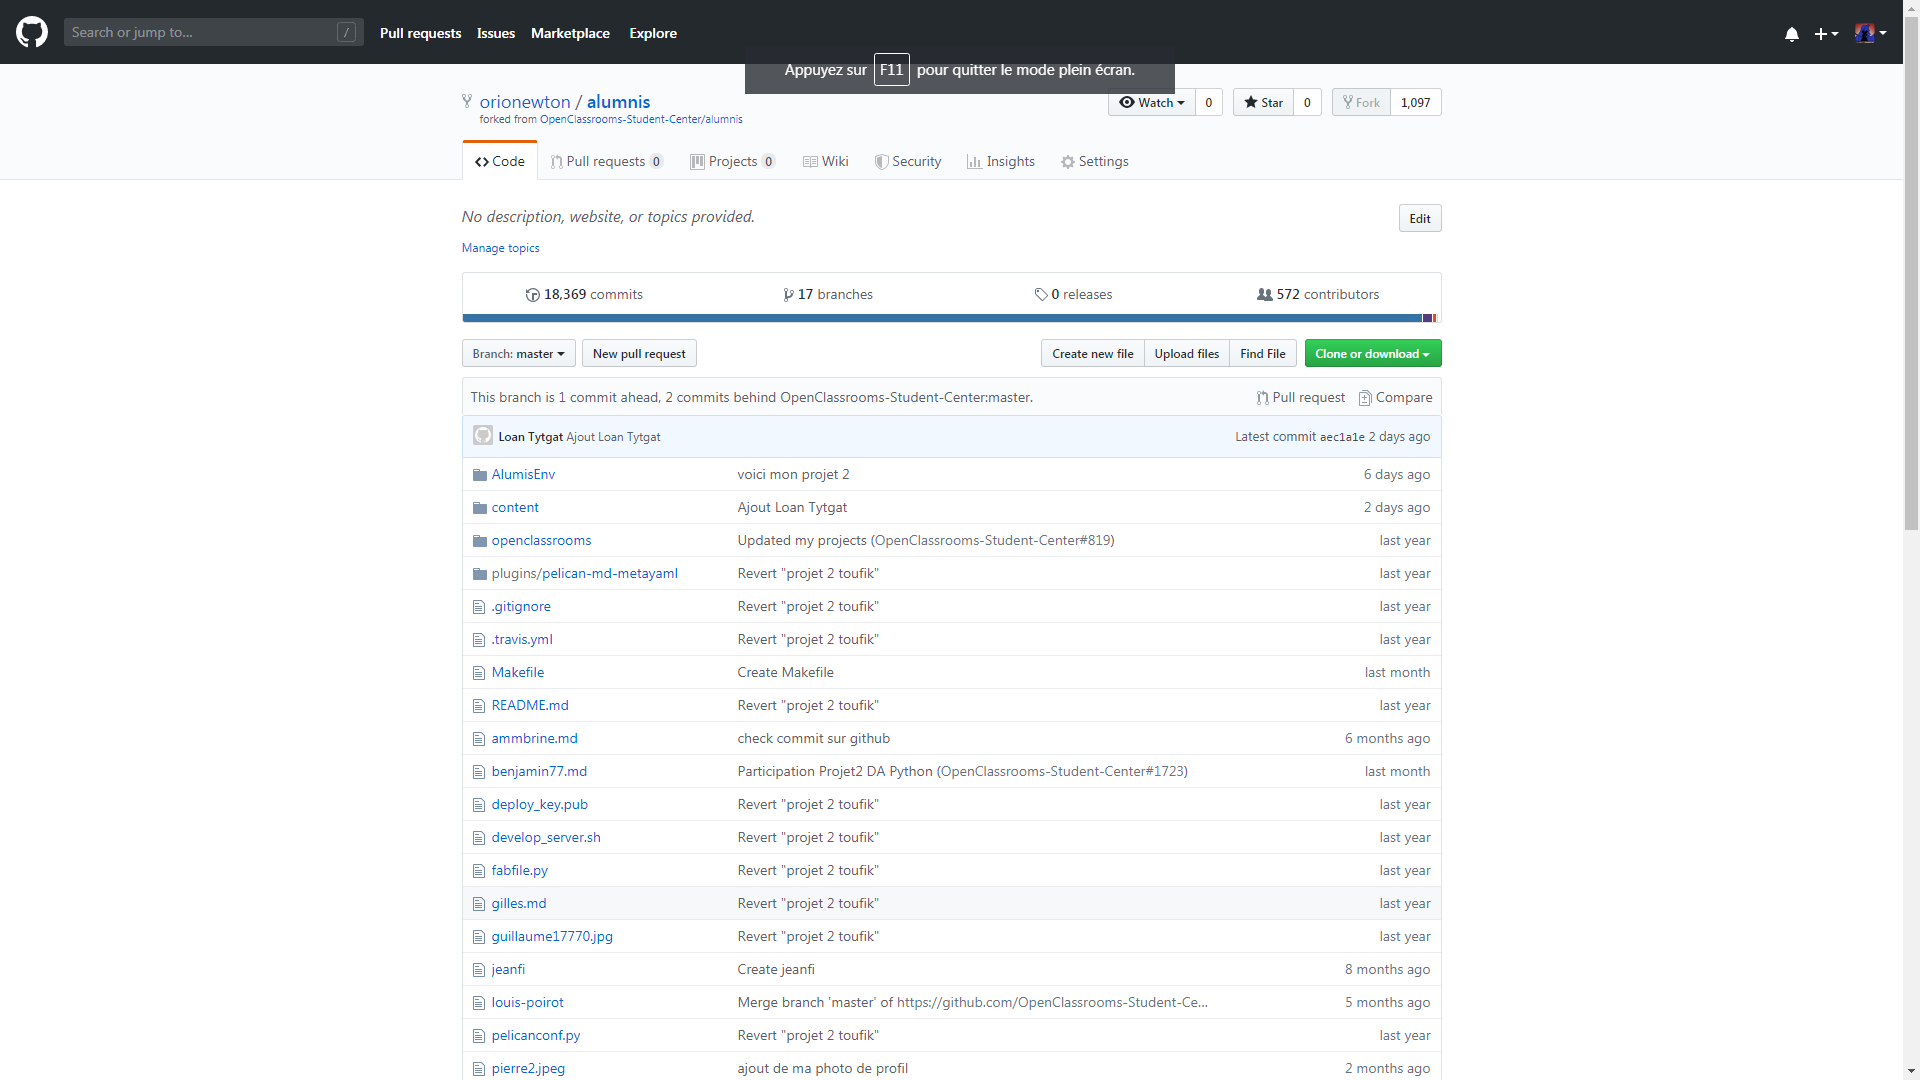 Search or jump to... / Pull requests Issues Marketplace Explore
Appuyez sur F11 pour quitter le mode plein écran.
orionewton / alumnis
forked from OpenClassrooms-Student-Center/alumnis
Watch 0 Star 0 Fork 1,097
Code Pull requests 0 Projects 0 Wiki Security Insights Settings
No description, website, or topics provided. Edit
Manage topics
18,369 commits 17 branches 0 releases 572 contributors
Branch: master New pull request Create new file Upload files Find File Clone or download
This branch is 1 commit ahead, 2 commits behind OpenClassrooms-Student-Center:master. Pull request Compare
Loan Tytgat Ajout Loan Tytgat Latest commit aec1a1e 2 days ago
AlumisEnv voici mon projet 2 6 days ago
content Ajout Loan Tytgat 2 days ago
openclassrooms Updated my projects (OpenClassrooms-Student-Center#819) last year
plugins/pelican-md-metayaml Revert "projet 2 toufik" last year
.gitignore Revert "projet 2 toufik" last year
.travis.yml Revert "projet 2 toufik" last year
Makefile Create Makefile last month
README.md Revert "projet 2 toufik" last year
ammbrine.md check commit sur github 6 months ago
benjamin77.md Participation Projet2 DA Python (OpenClassrooms-Student-Center#1723) last month
deploy_key.pub Revert "projet 2 toufik" last year
develop_server.sh Revert "projet 2 toufik" last year
fabfile.py Revert "projet 2 toufik" last year
gilles.md Revert "projet 2 toufik" last year
guillaume17770.jpg Revert "projet 2 toufik" last year
jeanfi Create jeanfi 8 months ago
louis-poirot Merge branch 'master' of https://github.com/OpenClassrooms-Student-Ce... 5 months ago
pelicanconf.py Revert "projet 2 toufik" last year
pierre2.jpeg ajout de ma photo de profil 2 months ago